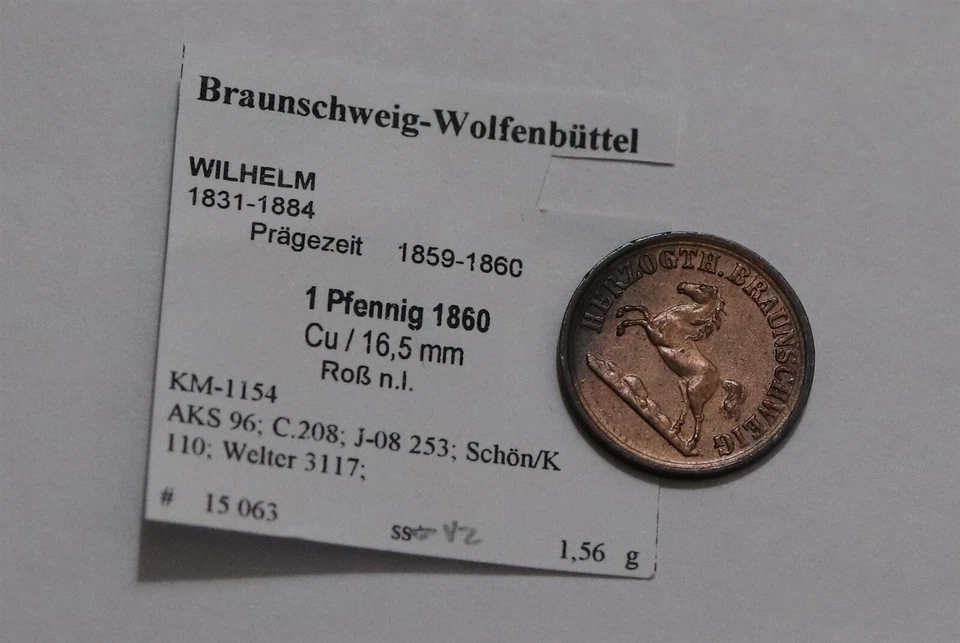 Braunschweig-Wolfenbüttel
WILHELM
1831-1884
Prägezeit 1859-1860
1 Pfennig 1860
Cu / 16,5 mm
Roß n.l.
KM-1154
AKS 96; C.208; J-08 253; Schön/K
110; Welter 3117;
# 15 063
ss
1,56 g
HERZOGTH. BRAUNSCHWEIG